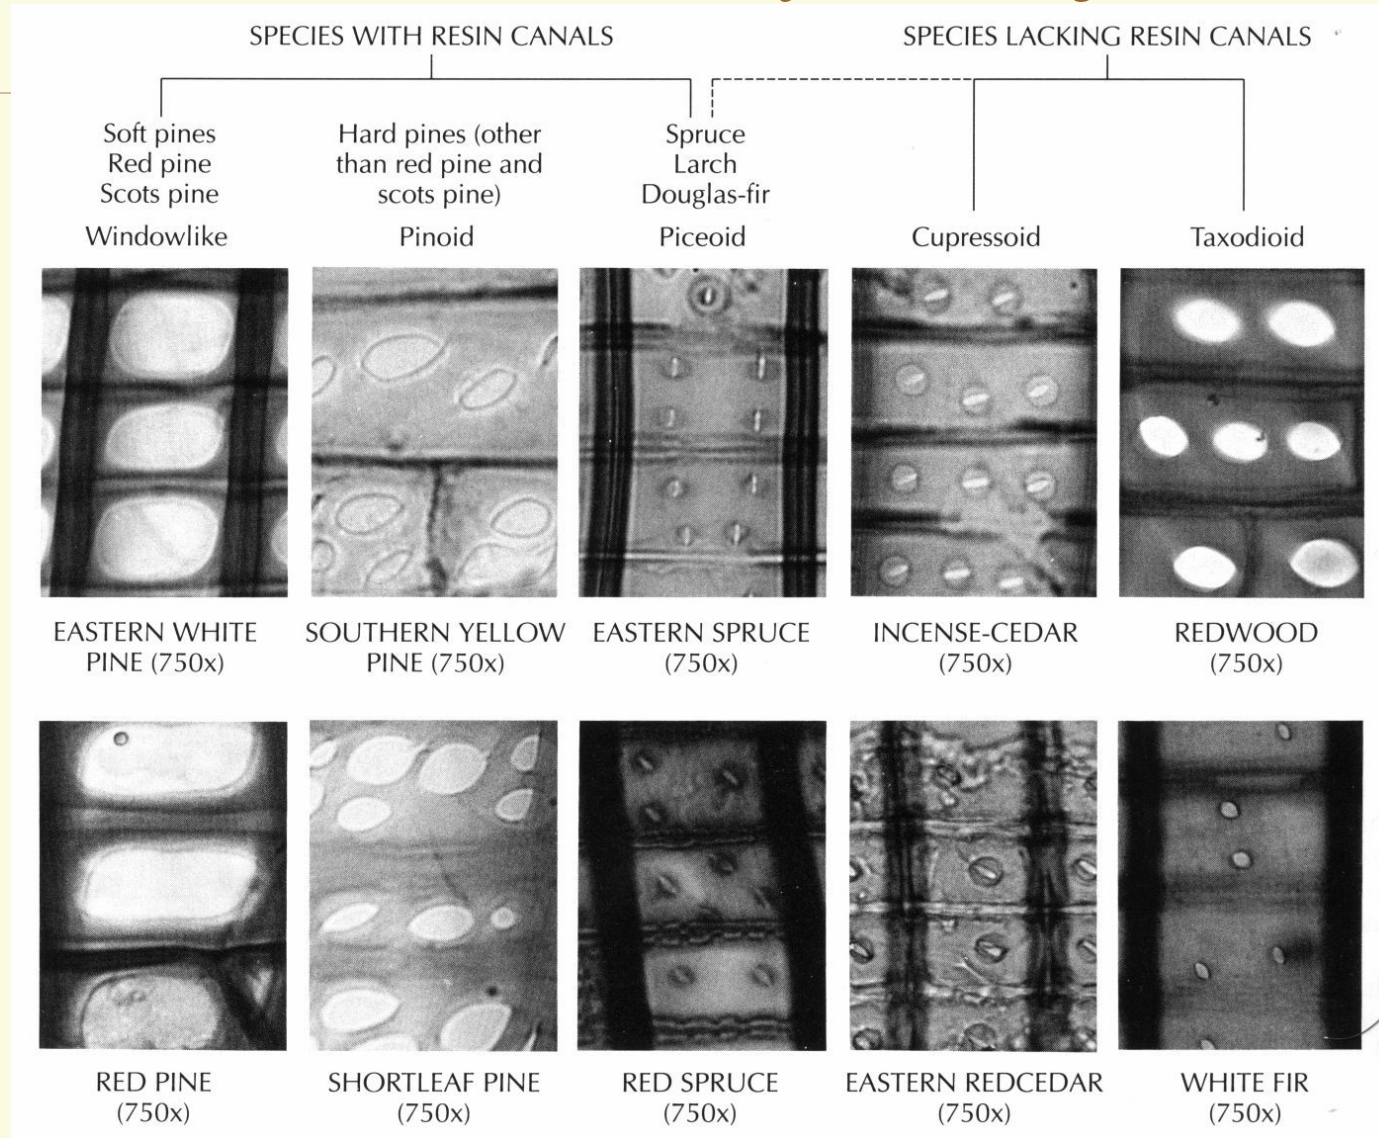 SPECIES WITH RESIN CANALS
SPECIES LACKING RESIN CANALS
Soft pines
Red pine
Scots pine
Windowlike
Hard pines (other
than red pine and
scots pine)
Pinoid
Spruce
Larch
Douglas-fir
Piceoid
Cupressoid
Taxodioid
EASTERN WHITE
PINE (750x)
SOUTHERN YELLOW
PINE (750x)
EASTERN SPRUCE
(750x)
INCENSE-CEDAR
(750x)
REDWOOD
(750x)
RED PINE
(750x)
SHORTLEAF PINE
(750x)
RED SPRUCE
(750x)
EASTERN REDCEDAR
(750x)
WHITE FIR
(750x)